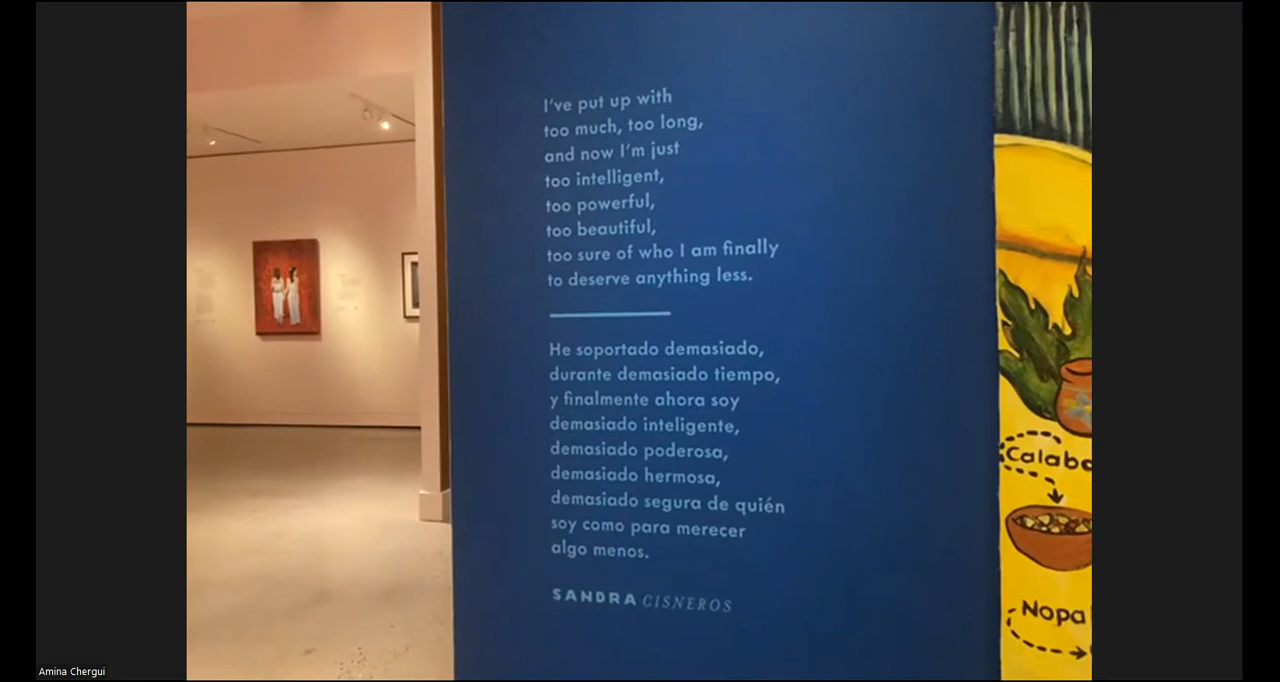 I've put up with
too much, too long,
and now I'm just
too intelligent,
too powerful,
too beautiful,
too sure of who I am finally
to deserve anything less.
He soportado demasiado,
durante demasiado tiempo,
y finalmente ahora soy
demasiado inteligente,
demasiado poderosa,
demasiado hermosa,
demasiado segura de quién
soy como para merecer
algo menos.
SANDRA CISNEROS
Calaba
Nopa
Amina Chergui